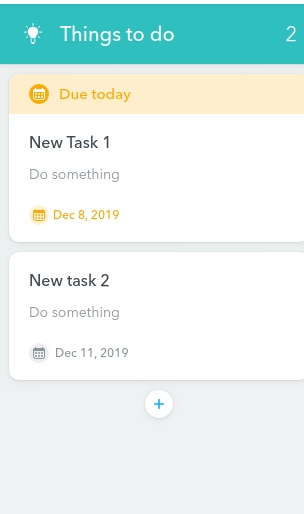 Things to do 2
Due today
New Task 1
Do something
Dec 8, 2019
New task 2
Do something
Dec 11, 2019
+